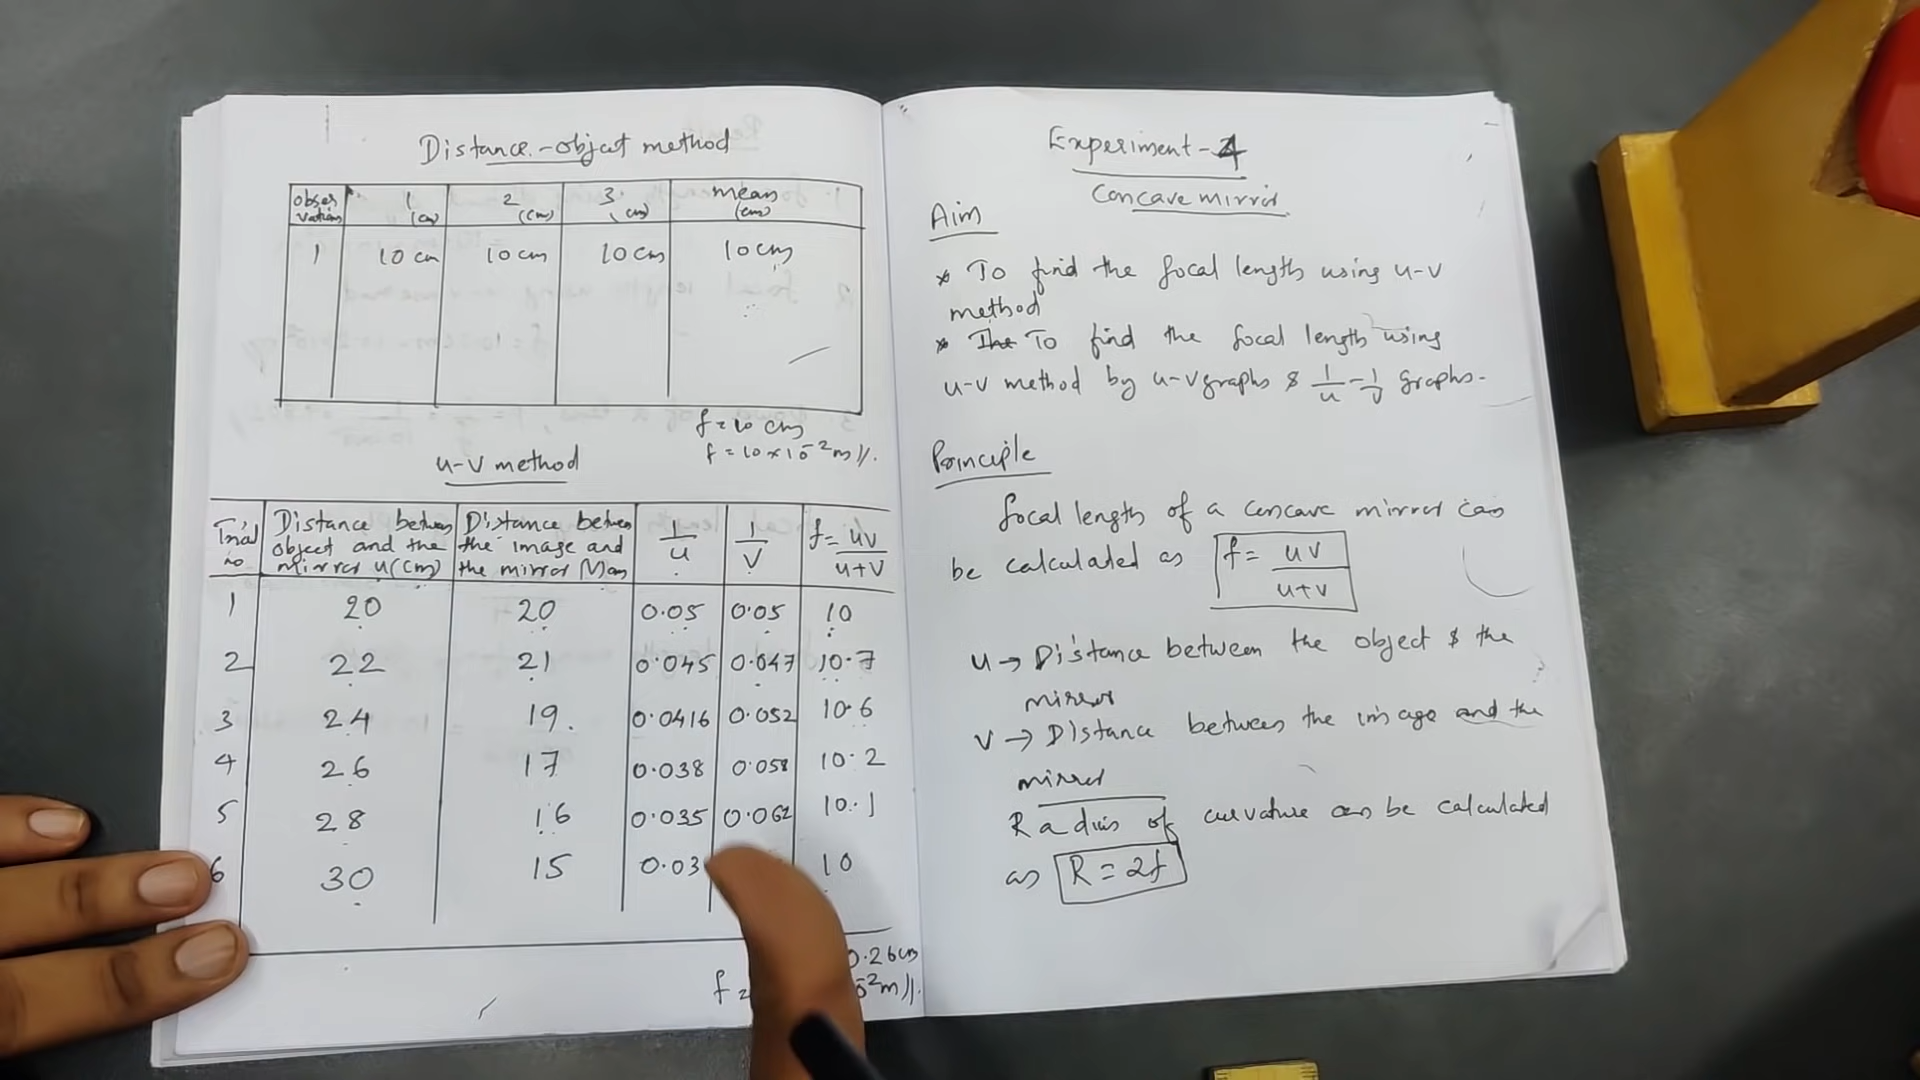 Distance-object method
obser vations 1 (cm) 2 (cm) 3 (cm) mean (cm)
1 10 cm 10 cm 10 cm 10 cm
f = 10 cm
f = 10 × 10⁻² m //.
u-v method
Trial no
Distance between object and the mirror u (cm)
Distance between the image and the mirror (v) cm
1/u
1/v
f = uv/u+v
1 20 20 0.05 0.05 10
2 22 21 0.045 0.047 10.7
3 24 19. 0.0416 0.052 10.6
4 26 17 0.038 0.058 10.2
5 28 16 0.035 0.062 10.1
6 30 15 0.03 10
0.26cm
f =
Experiment-4
Concave mirror
Aim
* To find the focal length using u-v
method
* To find the focal length using
u-v method by u-v graphs & 1/u-1/v graphs.
Principle
focal length of a concave mirror can
be calculated as f = uv/u+v
u → Distance between the object & the
mirror
v → Distance between the image and the
mirror
Radius of curvature can be calculated
as R = 2f